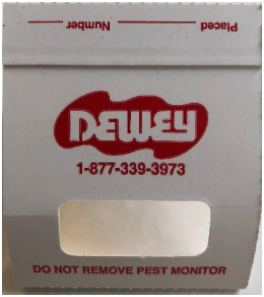 Placed Number
DEWEY
1-877-339-3973
DO NOT REMOVE PEST MONITOR